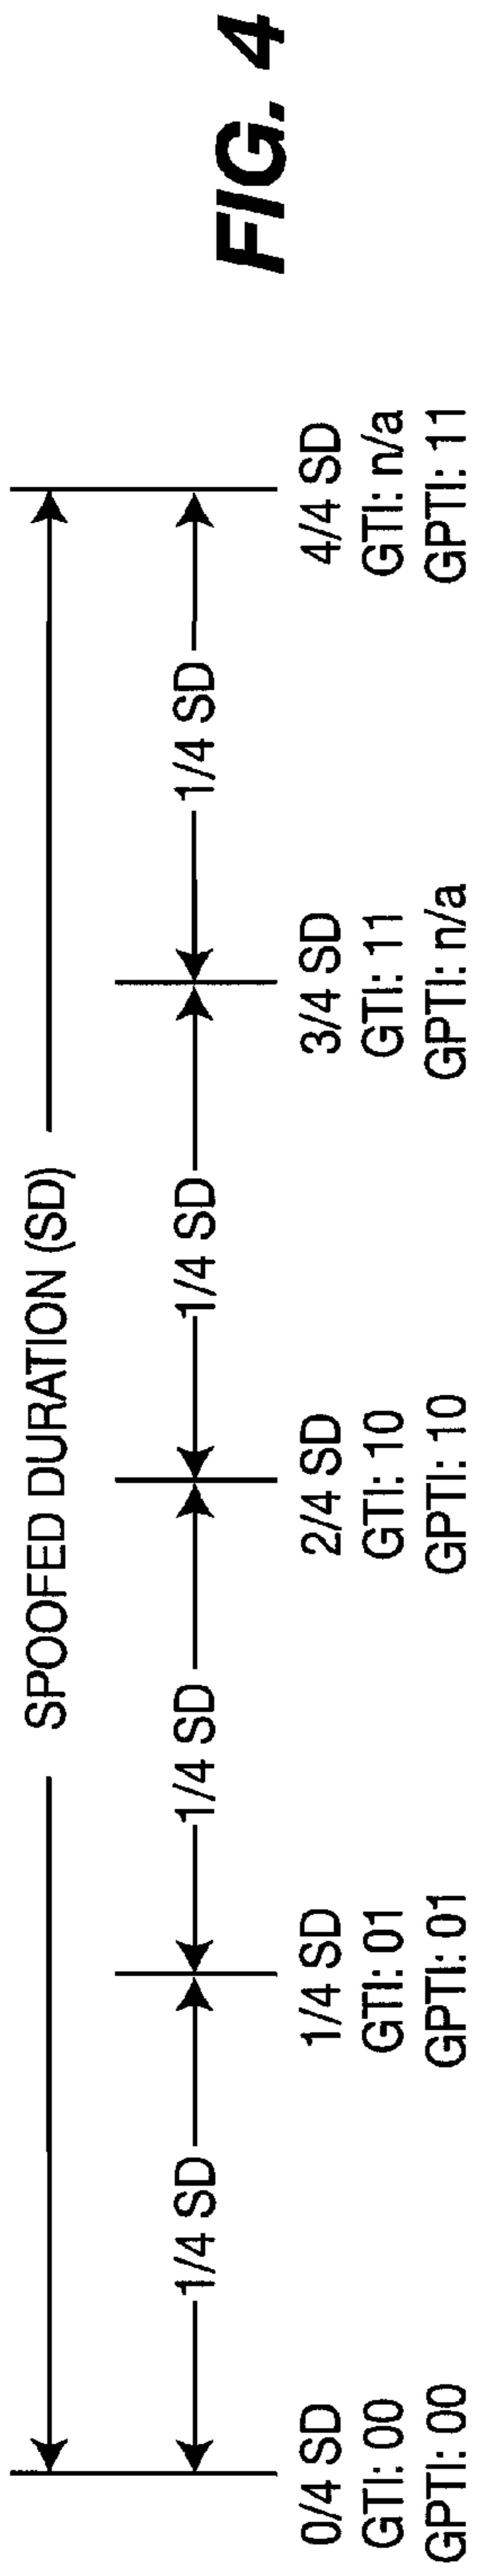 SPOOFED DURATION (SD)
1/4 SD
1/4 SD
1/4 SD
1/4 SD
0/4 SD
GTI: 00
GPTI: 00
1/4 SD
GTI: 01
GPTI: 01
2/4 SD
GTI: 10
GPTI: 10
3/4 SD
GTI: 11
GPTI: n/a
4/4 SD
GTI: n/a
GPTI: 11
FIG. 4